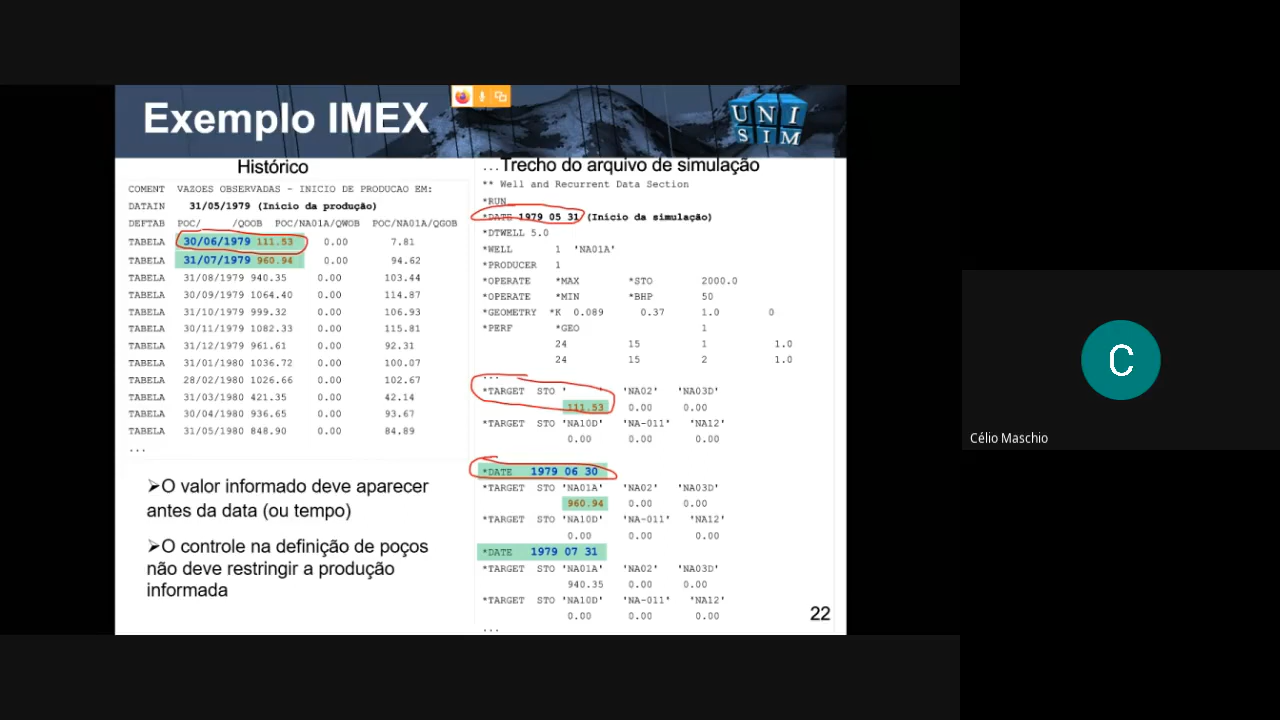 Exemplo IMEX
UNI
SIM
Histórico
COMENT VAZOES OBSERVADAS - INICIO DE PRODUCAO EM:
DATAIN 31/05/1979 (Início da produção)
DEFTAB POC/ /QOOB POC/NA01A/QWOB POC/NA01A/QGOB
TABELA 30/06/1979 111.53 0.00 7.81
TABELA 31/07/1979 960.94 0.00 94.62
TABELA 31/08/1979 940.35 0.00 103.44
TABELA 30/09/1979 1064.40 0.00 114.87
TABELA 31/10/1979 999.32 0.00 106.93
TABELA 30/11/1979 1082.33 0.00 115.81
TABELA 31/12/1979 961.61 0.00 92.31
TABELA 31/01/1980 1036.72 0.00 100.07
TABELA 28/02/1980 1026.66 0.00 102.67
TABELA 31/03/1980 421.35 0.00 42.14
TABELA 30/04/1980 936.65 0.00 93.67
TABELA 31/05/1980 848.90 0.00 84.89
...
➢O valor informado deve aparecer
antes da data (ou tempo)
➢O controle na definição de poços
não deve restringir a produção
informada
...Trecho do arquivo de simulação
** Well and Recurrent Data Section
*RUN
*DATE 1979 05 31 (Início da simulação)
*DTWELL 5.0
*WELL 1 'NA01A'
*PRODUCER 1
*OPERATE *MAX *STO 2000.0
*OPERATE *MIN *BHP 50
*GEOMETRY *K 0.089 0.37 1.0 0
*PERF *GEO 1
24 15 1 1.0
24 15 2 1.0
...
*TARGET STO ' ' 'NA02' 'NA03D'
111.53 0.00 0.00
*TARGET STO 'NA10D' 'NA-011' 'NA12'
0.00 0.00 0.00
*DATE 1979 06 30
*TARGET STO 'NA01A' 'NA02' 'NA03D'
960.94 0.00 0.00
*TARGET STO 'NA10D' 'NA-011' 'NA12'
0.00 0.00 0.00
*DATE 1979 07 31
*TARGET STO 'NA01A' 'NA02' 'NA03D'
940.35 0.00 0.00
*TARGET STO 'NA10D' 'NA-011' 'NA12'
0.00 0.00 0.00
...
22
C
Célio Maschio